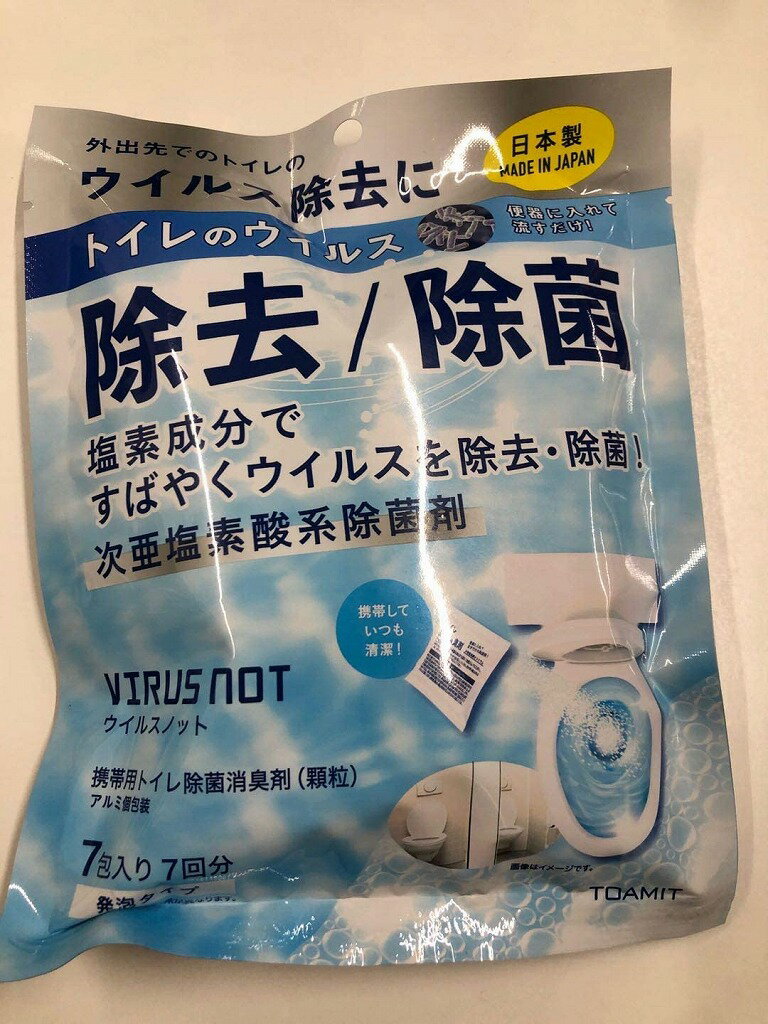 外出先でのトイレの
ウイルス除去に
日本製
MADE IN JAPAN
トイレのウイルス
便器に入れて
流すだけ!
除去/除菌
塩素成分で
すばやくウイルスを除去・除菌!
次亜塩素酸系除菌剤
携帯して
いつも
清潔!
VIRUS NOT
ウイルスノット
携帯用トイレ除菌消臭剤(顆粒)
アルミ個包装
7包入り 7回分
発泡タイプ
画像はイメージです。
TOAMIT